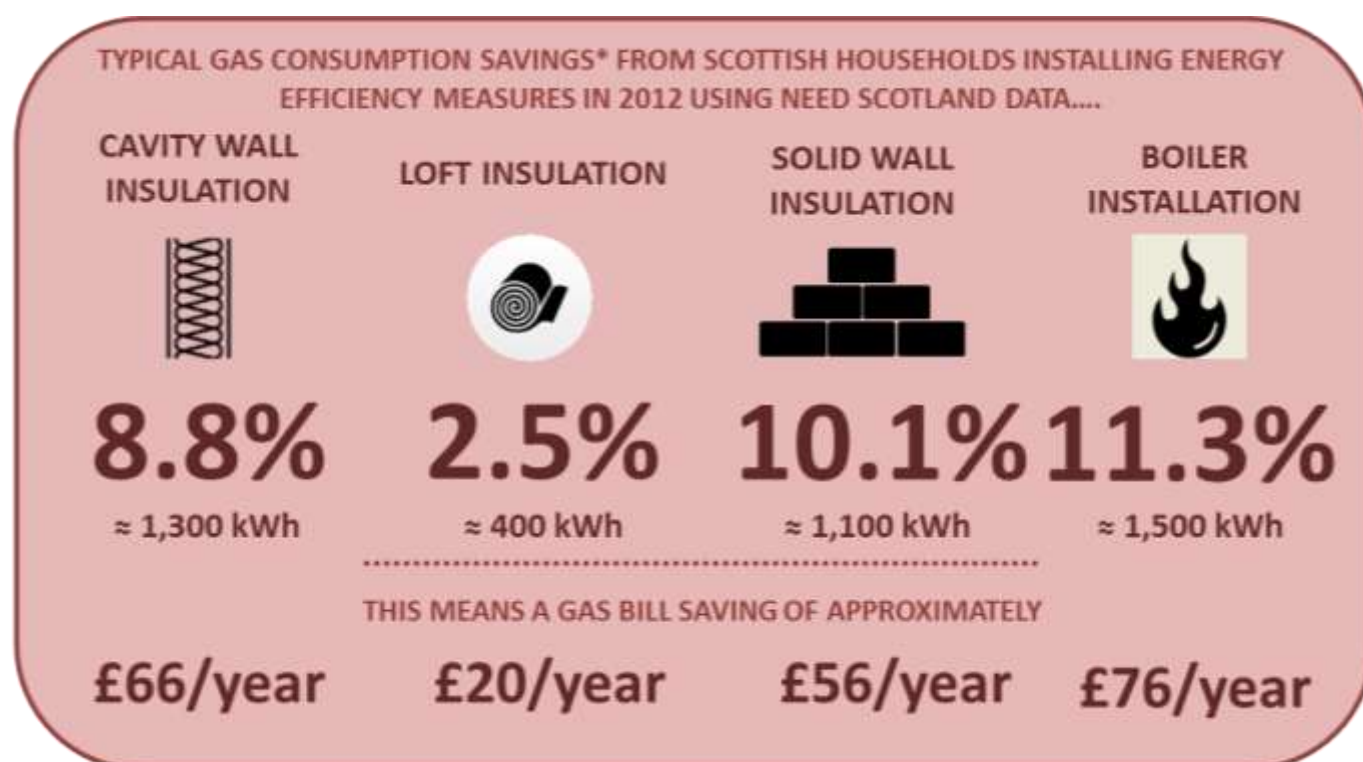 TYPICAL GAS CONSUMPTION SAVINGS* FROM SCOTTISH HOUSEHOLDS INSTALLING ENERGY
EFFICIENCY MEASURES IN 2012 USING NEED SCOTLAND DATA....
CAVITY WALL
INSULATION
LOFT INSULATION
SOLID WALL
INSULATION
BOILER
INSTALLATION
8.8% 2.5% 10.1% 11.3%
≈ 1,300 kWh ≈ 400 kWh ≈ 1,100 kWh ≈ 1,500 kWh
THIS MEANS A GAS BILL SAVING OF APPROXIMATELY
£66/year £20/year £56/year £76/year